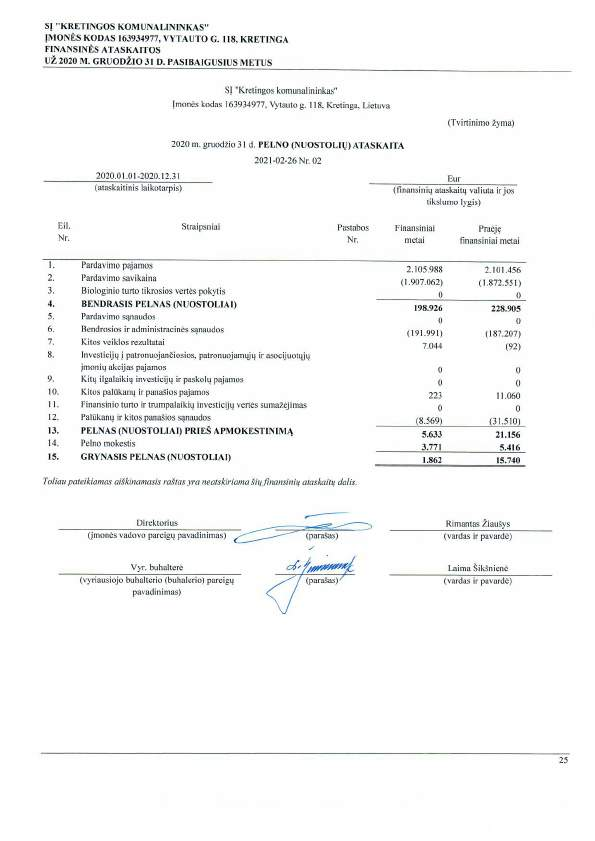 SĮ "KRETINGOS KOMUNALININKAS"
ĮMONĖS KODAS 163934977, VYTAUTO G. 118, KRETINGA
FINANSINĖS ATASKAITOS
UŽ 2020 M. GRUODŽIO 31 D. PASIBAIGUSIUS METUS
SĮ "Kretingos komunalininkas"
Įmonės kodas 163934977, Vytauto g. 118, Kretinga, Lietuva
(Tvirtinimo žyma)
2020 m. gruodžio 31 d. PELNO (NUOSTOLIŲ) ATASKAITA
2021-02-26 Nr. 02
2020.01.01-2020.12.31 Eur
(ataskaitinis laikotarpis) (finansinių ataskaitų valiuta ir jos
tikslumo lygis)
Eil. Straipsniai Pastabos Finansiniai Praėję
Nr. Nr. metai finansiniai metai
1. Pardavimo pajamos 2.105.988 2.101.456
2. Pardavimo savikaina (1.907.062) (1.872.551)
3. Biologinio turto tikrosios vertės pokytis 0 0
4. BENDRASIS PELNAS (NUOSTOLIAI) 198.926 228.905
5. Pardavimo sąnaudos 0 0
6. Bendrosios ir administracinės sąnaudos (191.991) (187.207)
7. Kitos veiklos rezultatai 7.044 (92)
8. Investicijų į patronuojančiosios, patronuojamųjų ir asocijuotųjų
įmonių akcijas pajamos 0 0
9. Kitų ilgalaikių investicijų ir paskolų pajamos 0 0
10. Kitos palūkanų ir panašios pajamos 223 11.060
11. Finansinio turto ir trumpalaikių investicijų vertės sumažėjimas 0 0
12. Palūkanų ir kitos panašios sąnaudos (8.569) (31.510)
13. PELNAS (NUOSTOLIAI) PRIEŠ APMOKESTINIMĄ 5.633 21.156
14. Pelno mokestis 3.771 5.416
15. GRYNASIS PELNAS (NUOSTOLIAI) 1.862 15.740
Toliau pateikiamas aiškinamasis raštas yra neatskiriama šių finansinių ataskaitų dalis.
Direktorius Rimantas Žiaušys
(įmonės vadovo pareigų pavadinimas) (parašas) (vardas ir pavardė)
Vyr. buhalterė Laima Šikšnienė
(vyriausiojo buhalterio (buhalerio) pareigų (parašas) (vardas ir pavardė)
pavadinimas)
25